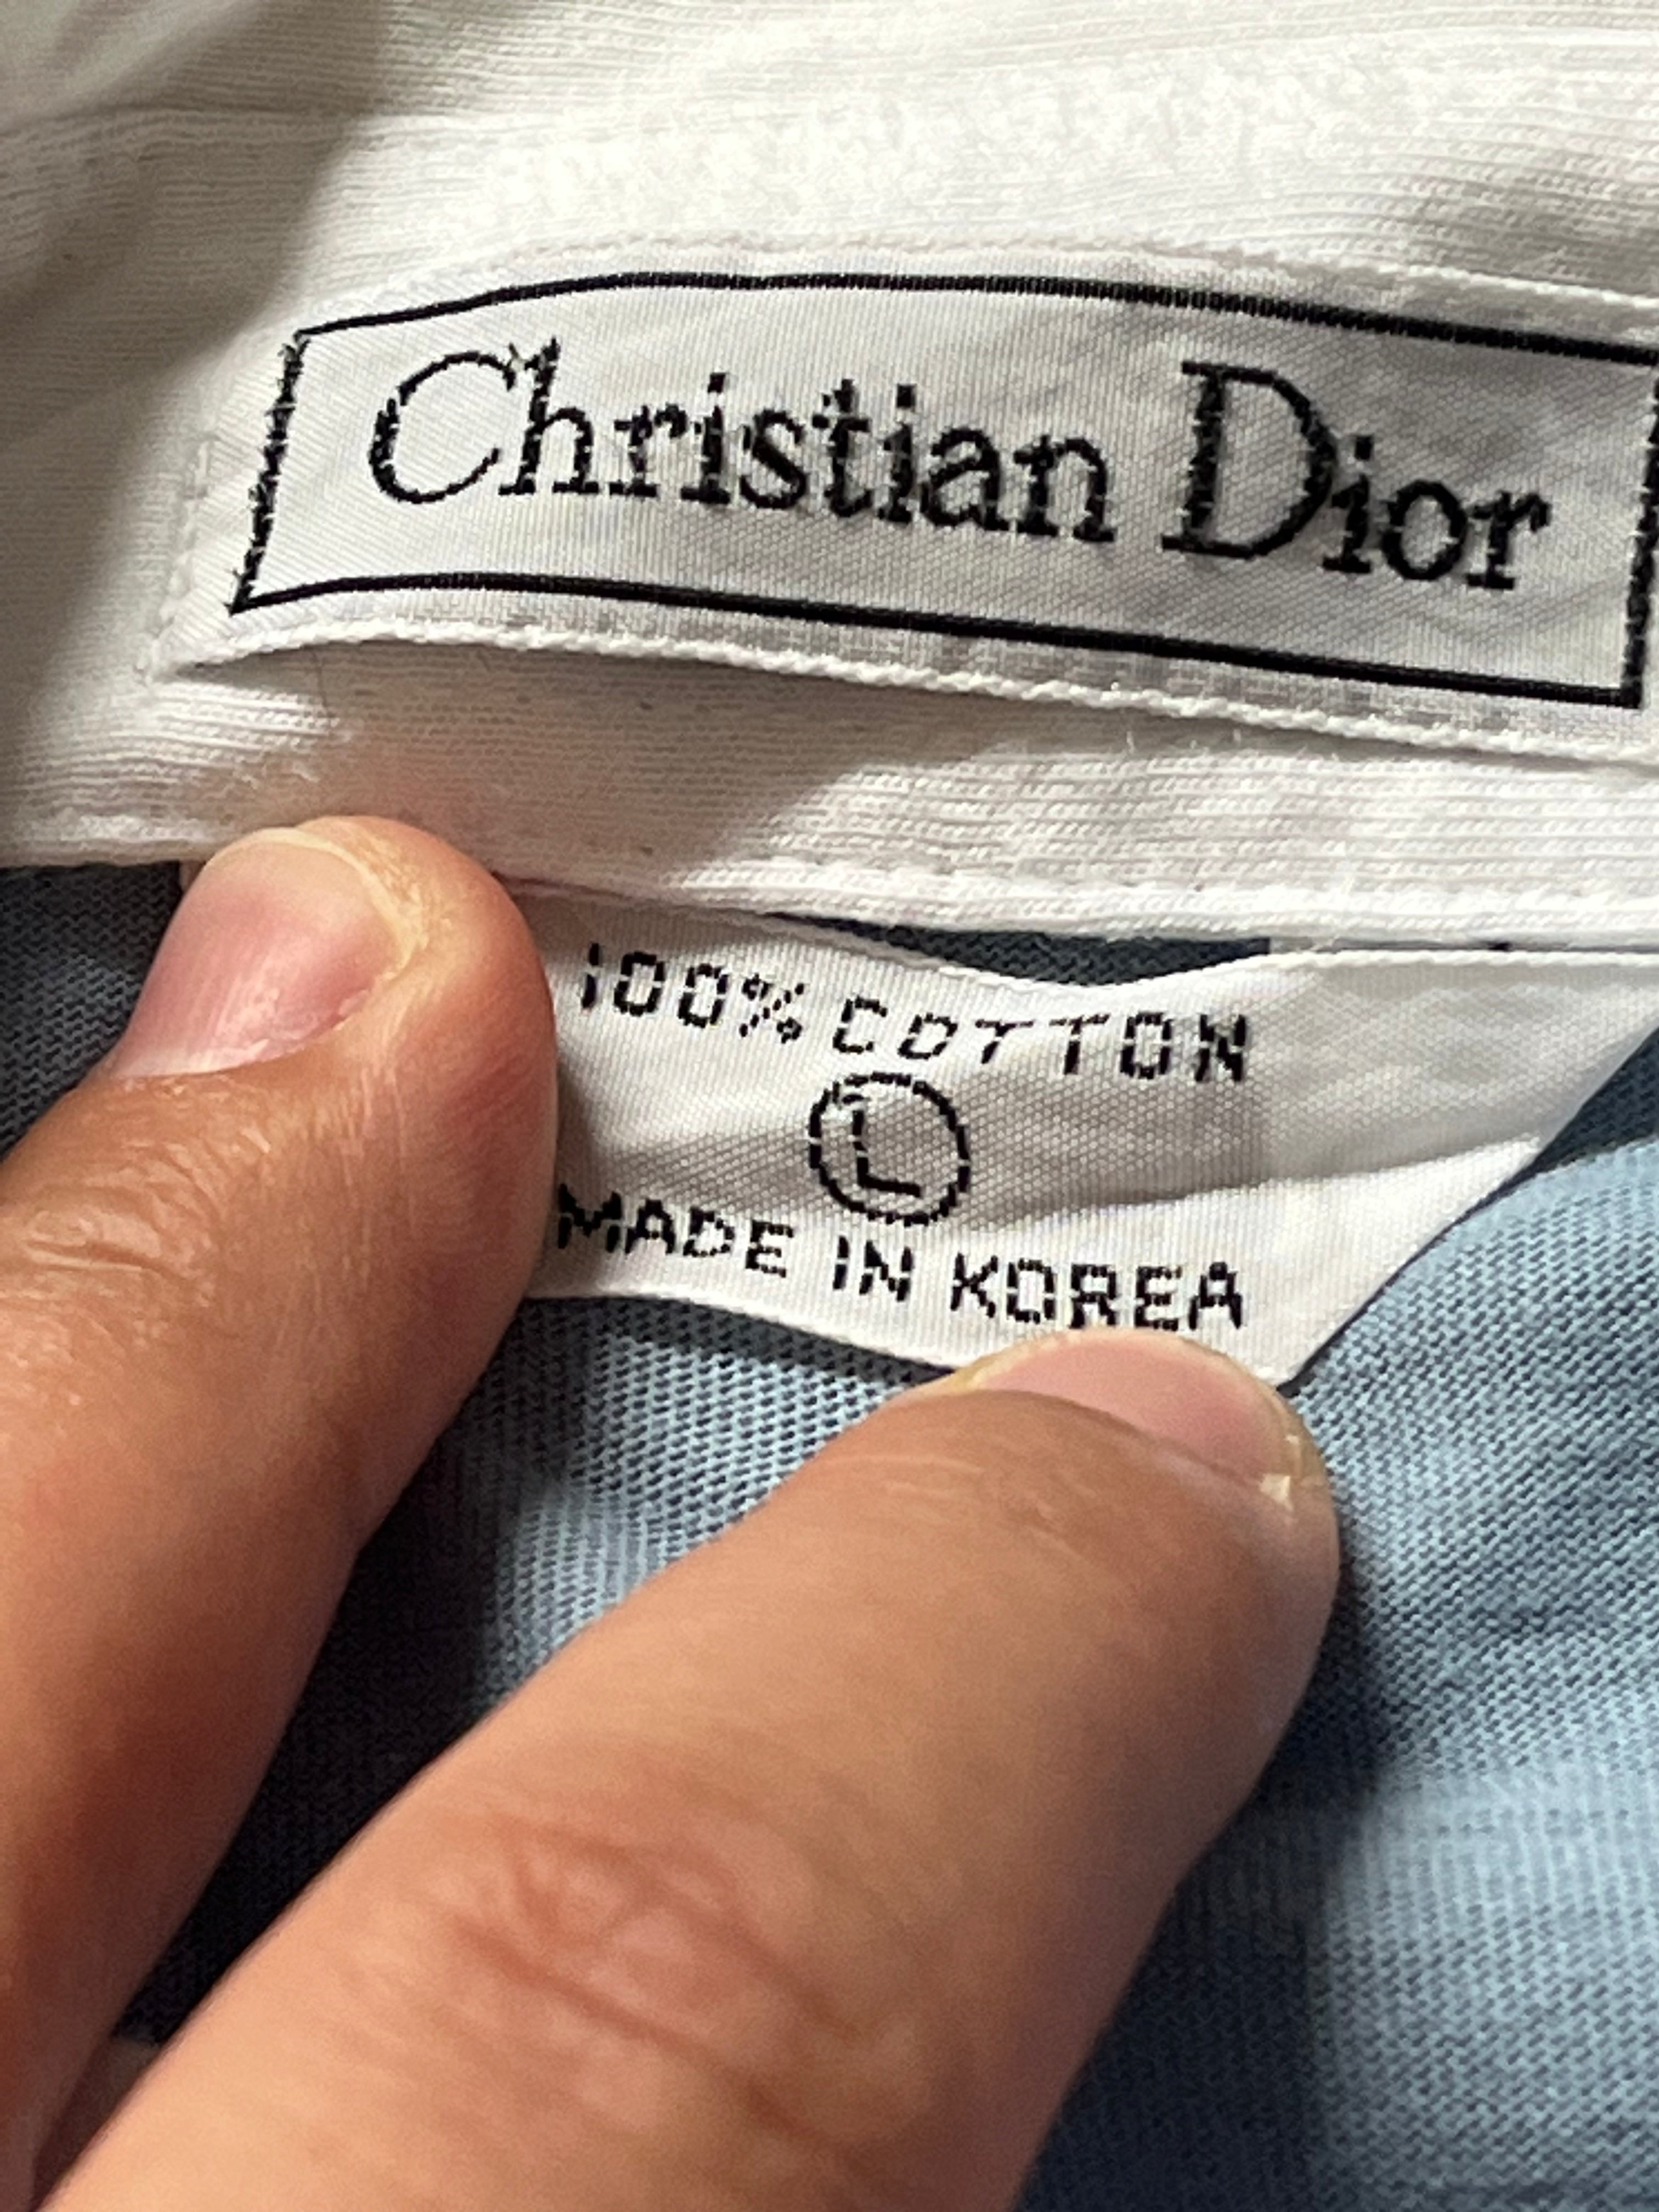 Christian Dior
100% COTTON
L
MADE IN KOREA